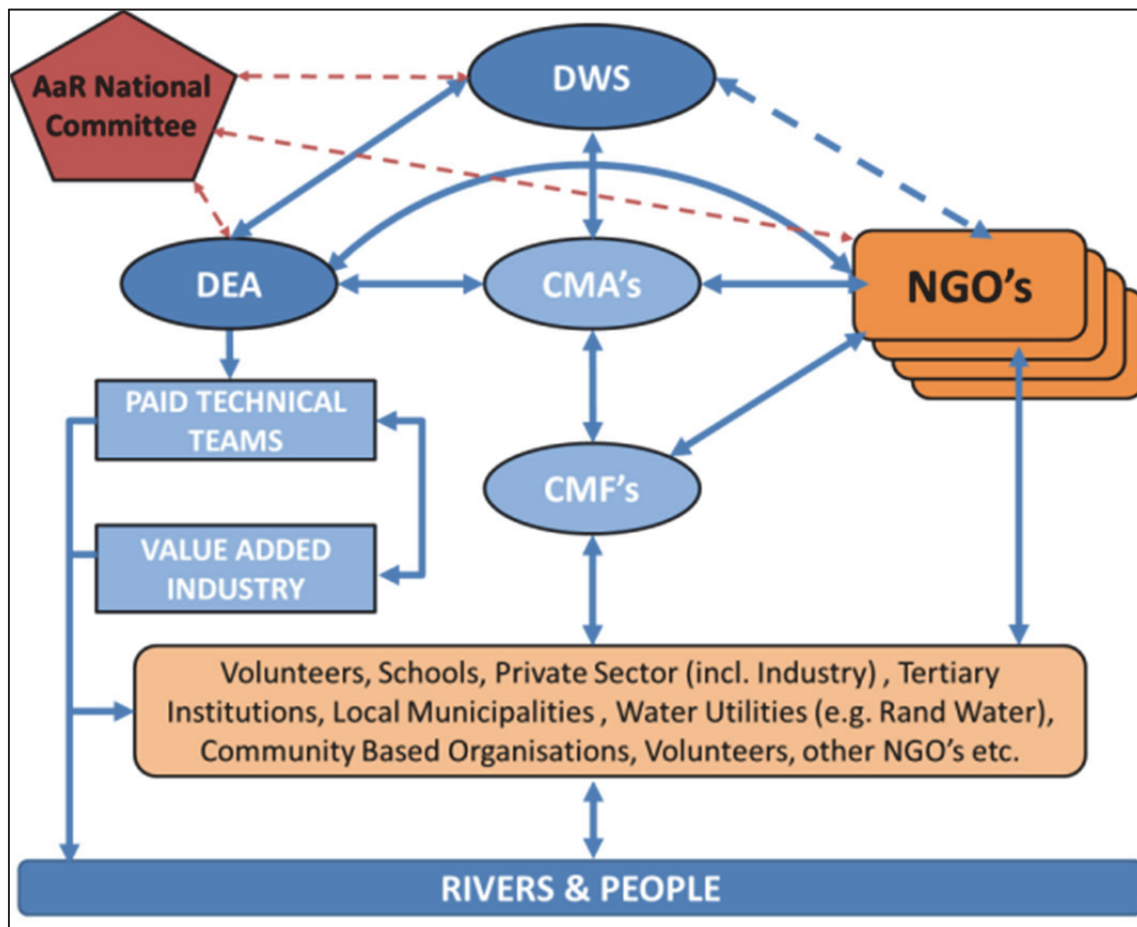 AaR National
Committee
DWS
DEA
CMA's
NGO's
PAID TECHNICAL
TEAMS
CMF's
VALUE ADDED
INDUSTRY
Volunteers, Schools, Private Sector (incl. Industry) , Tertiary
Institutions, Local Municipalities , Water Utilities (e.g. Rand Water),
Community Based Organisations, Volunteers, other NGO's etc.
RIVERS & PEOPLE